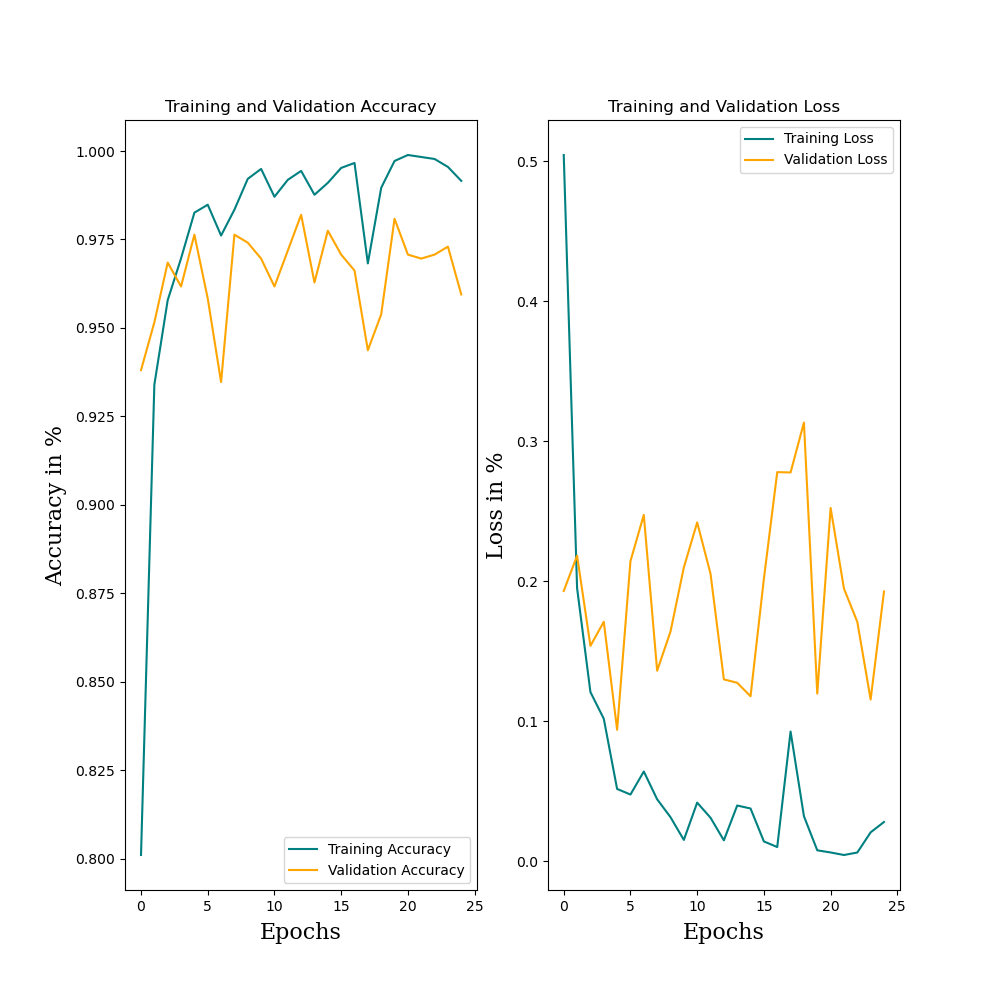 Training and Validation Accuracy
Accuracy in %
1.000
0.975
0.950
0.925
0.900
0.875
0.850
0.825
0.800
Training Accuracy
Validation Accuracy
0 5 10 15 20 25
Epochs
Training and Validation Loss
Training Loss
Validation Loss
Loss in %
0.5
0.4
0.3
0.2
0.1
0.0
0 5 10 15 20 25
Epochs